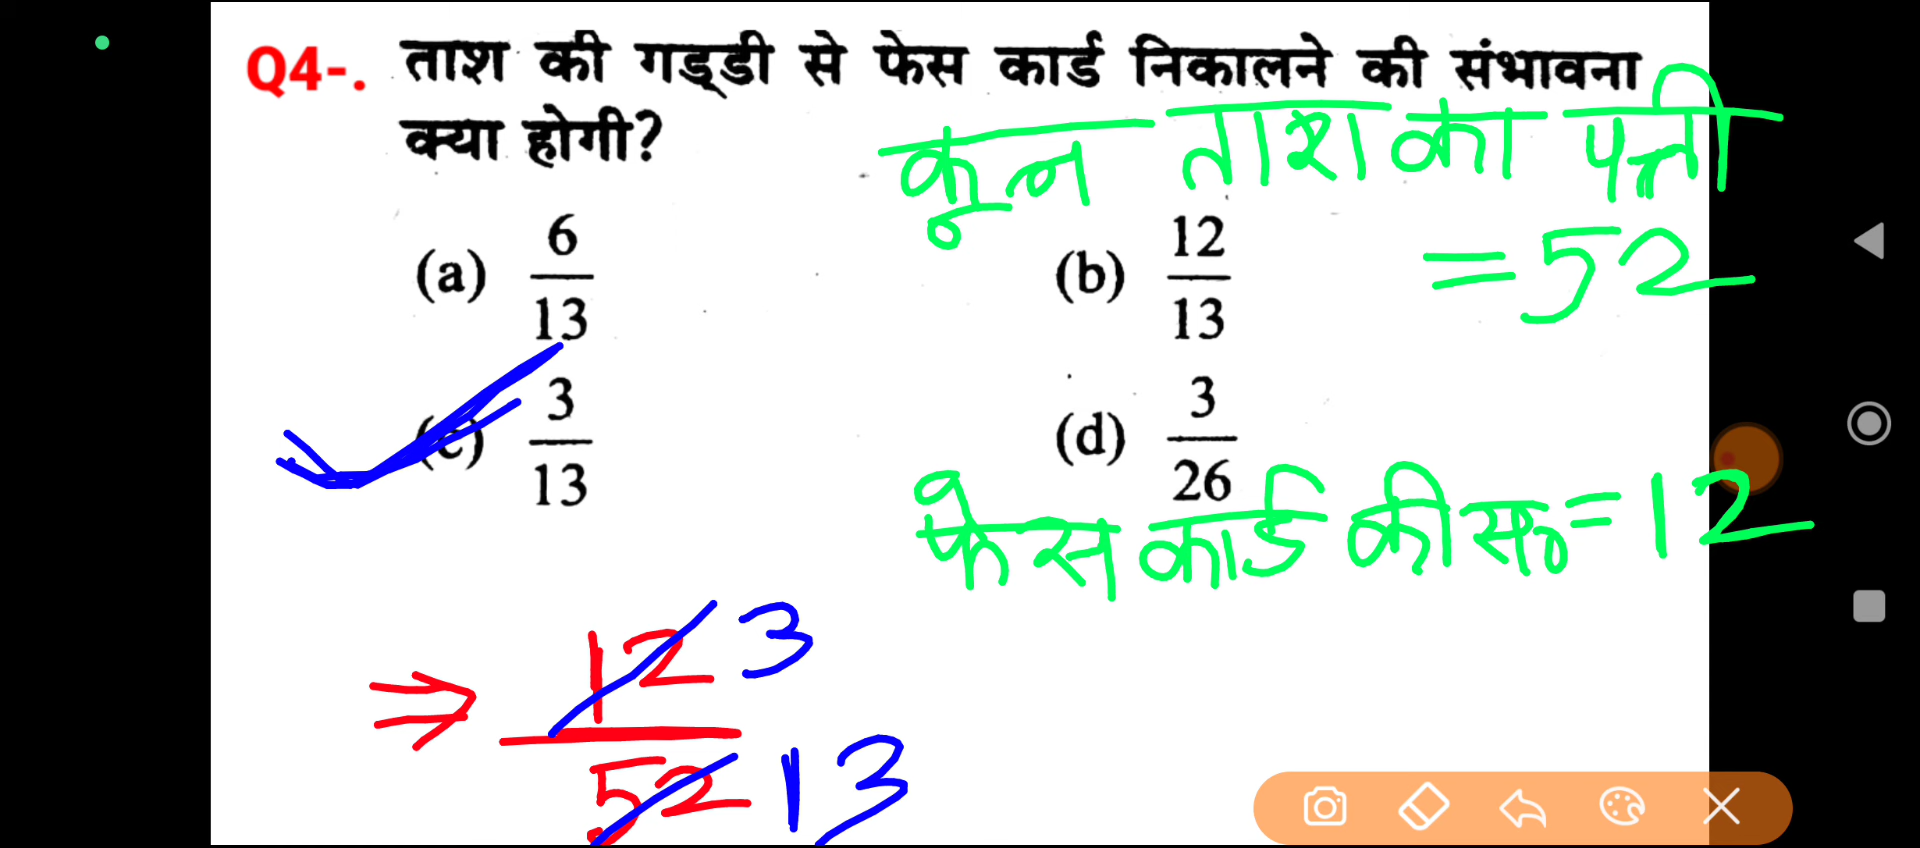 Q4-. ताश की गड्डी से फेस कार्ड निकालने की संभावना
क्या होगी?
कुल ताश का पत्ती
= 52
(a) 6/13
(b) 12/13
(c) 3/13
(d) 3/26
फेस कार्ड की सं० = 12
⇒ 12/52 3/13